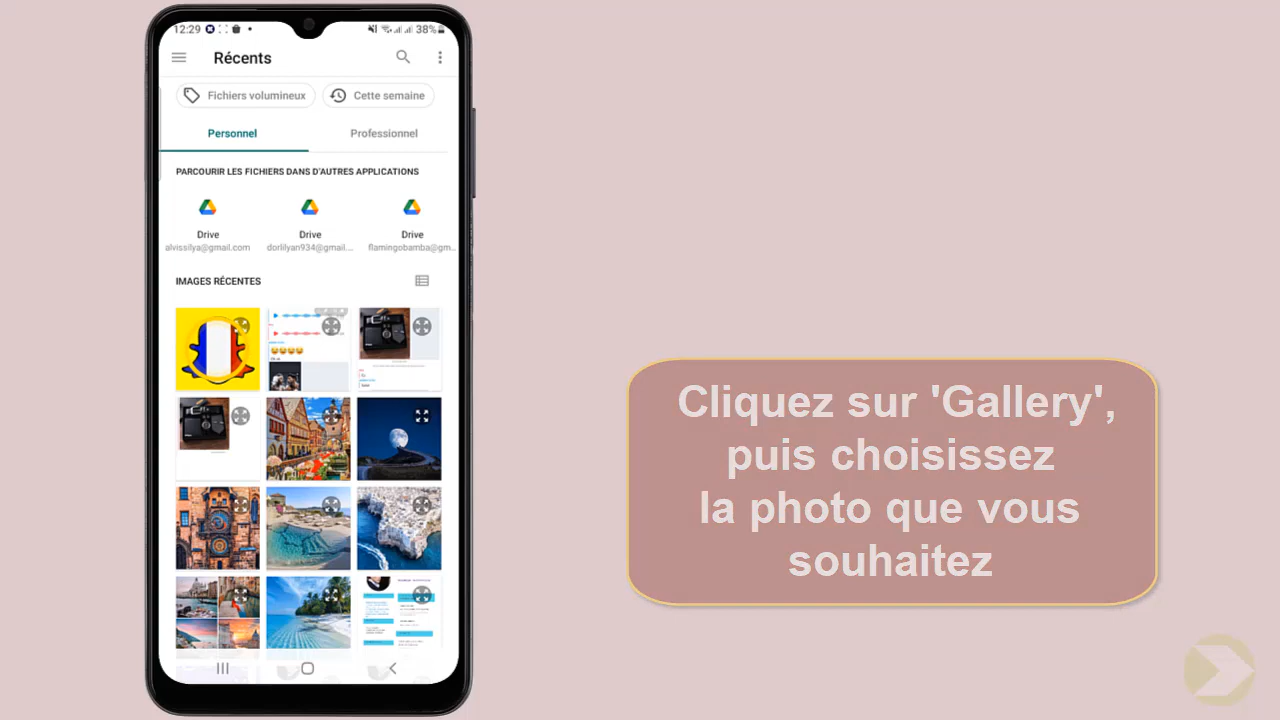 12:29
38%
Récents
Fichiers volumineux
Cette semaine
Personnel
Professionnel
PARCOURIR LES FICHIERS DANS D'AUTRES APPLICATIONS
Drive
Drive
Drive
alvissilya@gmail.com
dorlilyan934@gmail...
flamingobamba@gm...
IMAGES RÉCENTES
Cliquez sur 'Gallery',
puis choisissez
la photo que vous
souhaitez